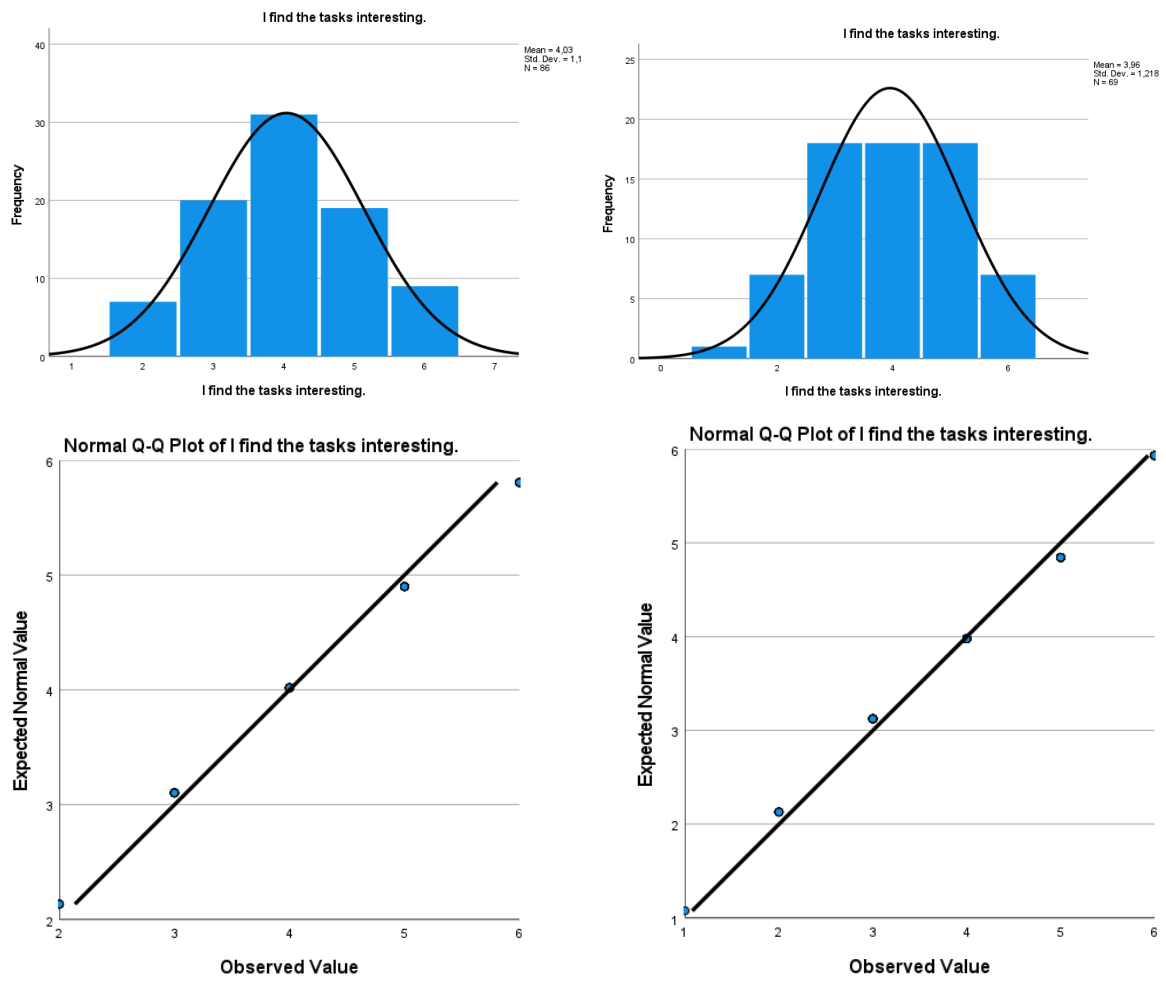 I find the tasks interesting.
40
30
20
10
0
Frequency
1 2 3 4 5 6 7
I find the tasks interesting.
Mean = 4,03
Std. Dev. = 1,1
N = 86
I find the tasks interesting.
25
20
15
10
5
0
Frequency
0 2 4 6
I find the tasks interesting.
Mean = 3,96
Std. Dev. = 1,218
N = 69
Normal Q-Q Plot of I find the tasks interesting.
6
5
4
3
2
Expected Normal Value
2 3 4 5 6
Observed Value
Normal Q-Q Plot of I find the tasks interesting.
6
5
4
3
2
1
Expected Normal Value
1 2 3 4 5 6
Observed Value